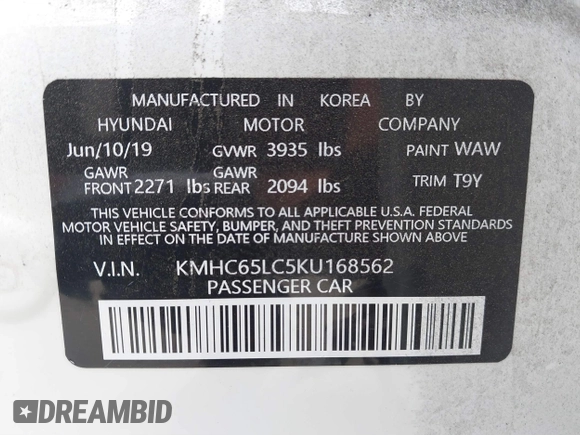 MANUFACTURED IN KOREA BY
HYUNDAI MOTOR COMPANY
Jun/10/19 GVWR 3935 lbs PAINT WAW
GAWR FRONT 2271 lbs GAWR REAR 2094 lbs TRIM T9Y
THIS VEHICLE CONFORMS TO ALL APPLICABLE U.S.A. FEDERAL
MOTOR VEHICLE SAFETY, BUMPER, AND THEFT PREVENTION
STANDARDS IN EFFECT ON THE DATE OF MANUFACTURE SHOWN ABOVE
V.I.N. KMHC65LC5KU168562
PASSENGER CAR
DREAMBID